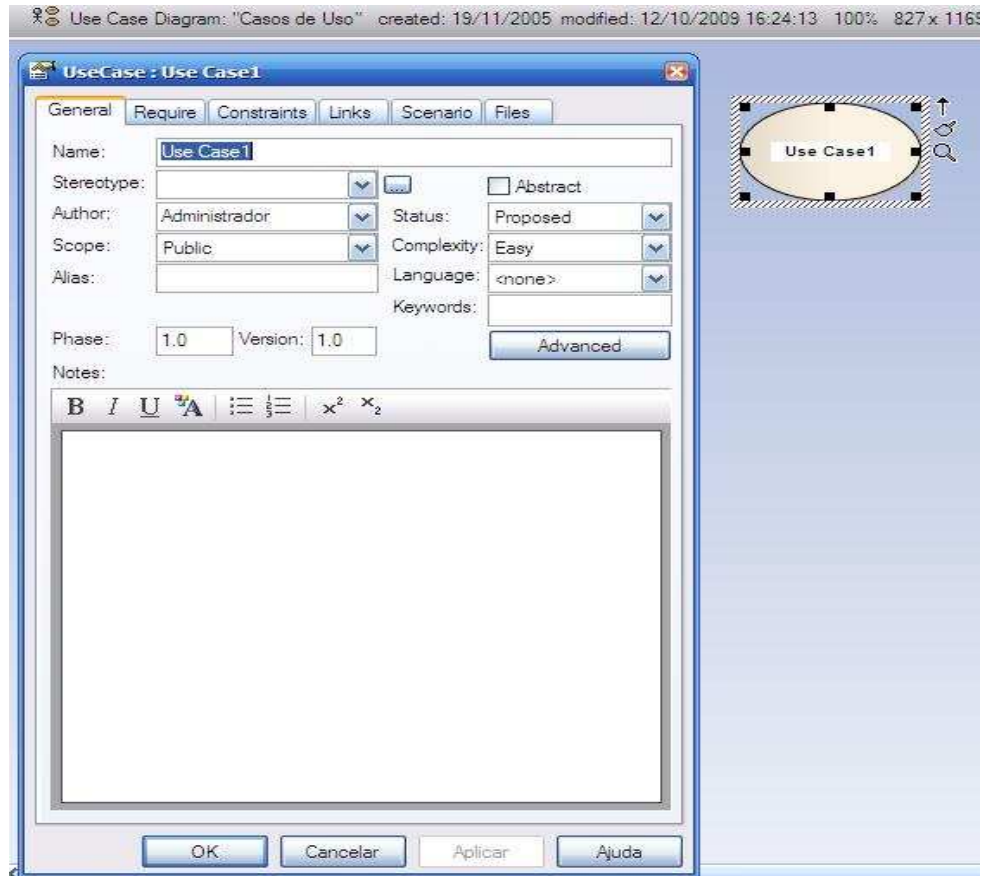 Use Case Diagram: "Casos de Uso" created: 19/11/2005 modified: 12/10/2009 16:24:13 100% 827 x 1169
UseCase : Use Case1
General Require Constraints Links Scenario Files
Name: Use Case1
Stereotype: ... Abstract
Author: Administrador Status: Proposed
Scope: Public Complexity: Easy
Alias: Language: <none>
Keywords:
Phase: 1.0 Version: 1.0 Advanced
Notes:
B I U A x² x₂
OK Cancelar Aplicar Ajuda
Use Case1